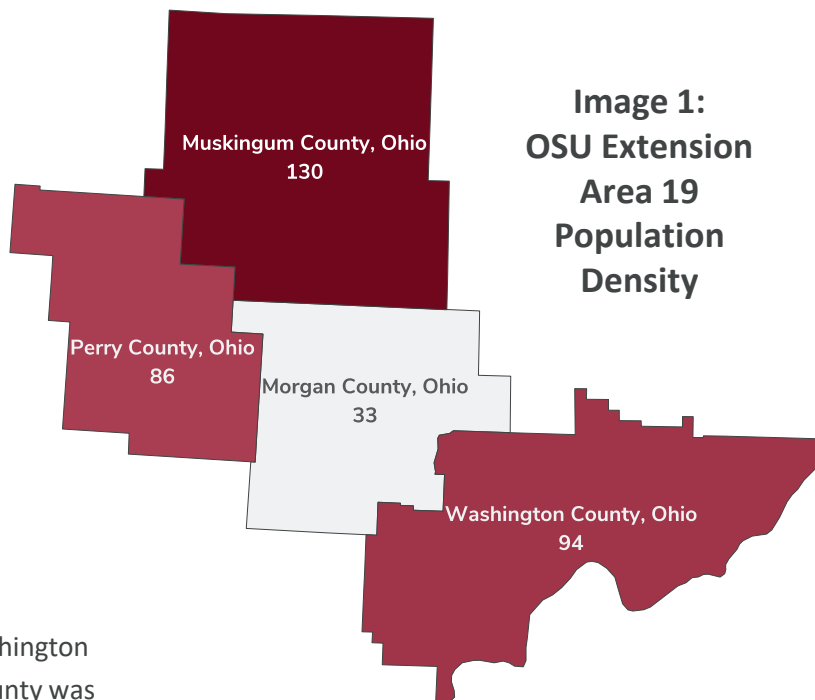 Image 1:
OSU Extension
Area 19
Population
Density
Muskingum County, Ohio
130
Perry County, Ohio
86
Morgan County, Ohio
33
Washington County, Ohio
94
hington
unty was